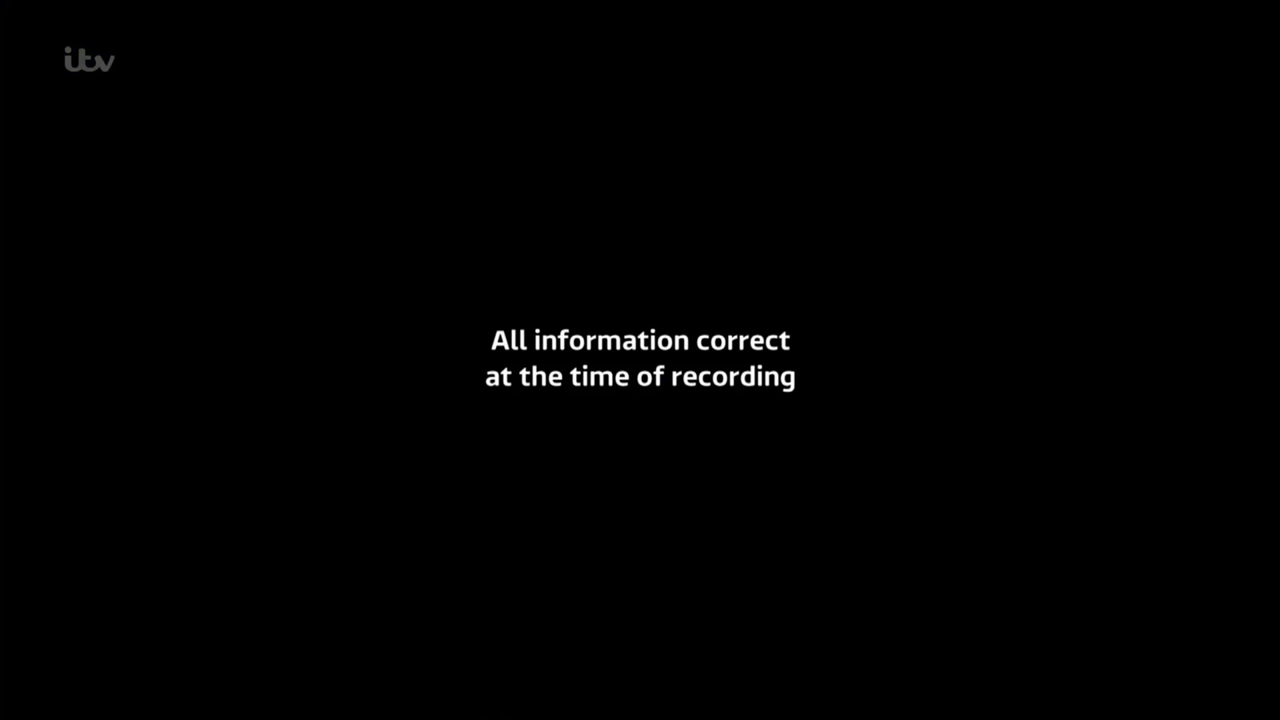 itv
All information correct
at the time of recording